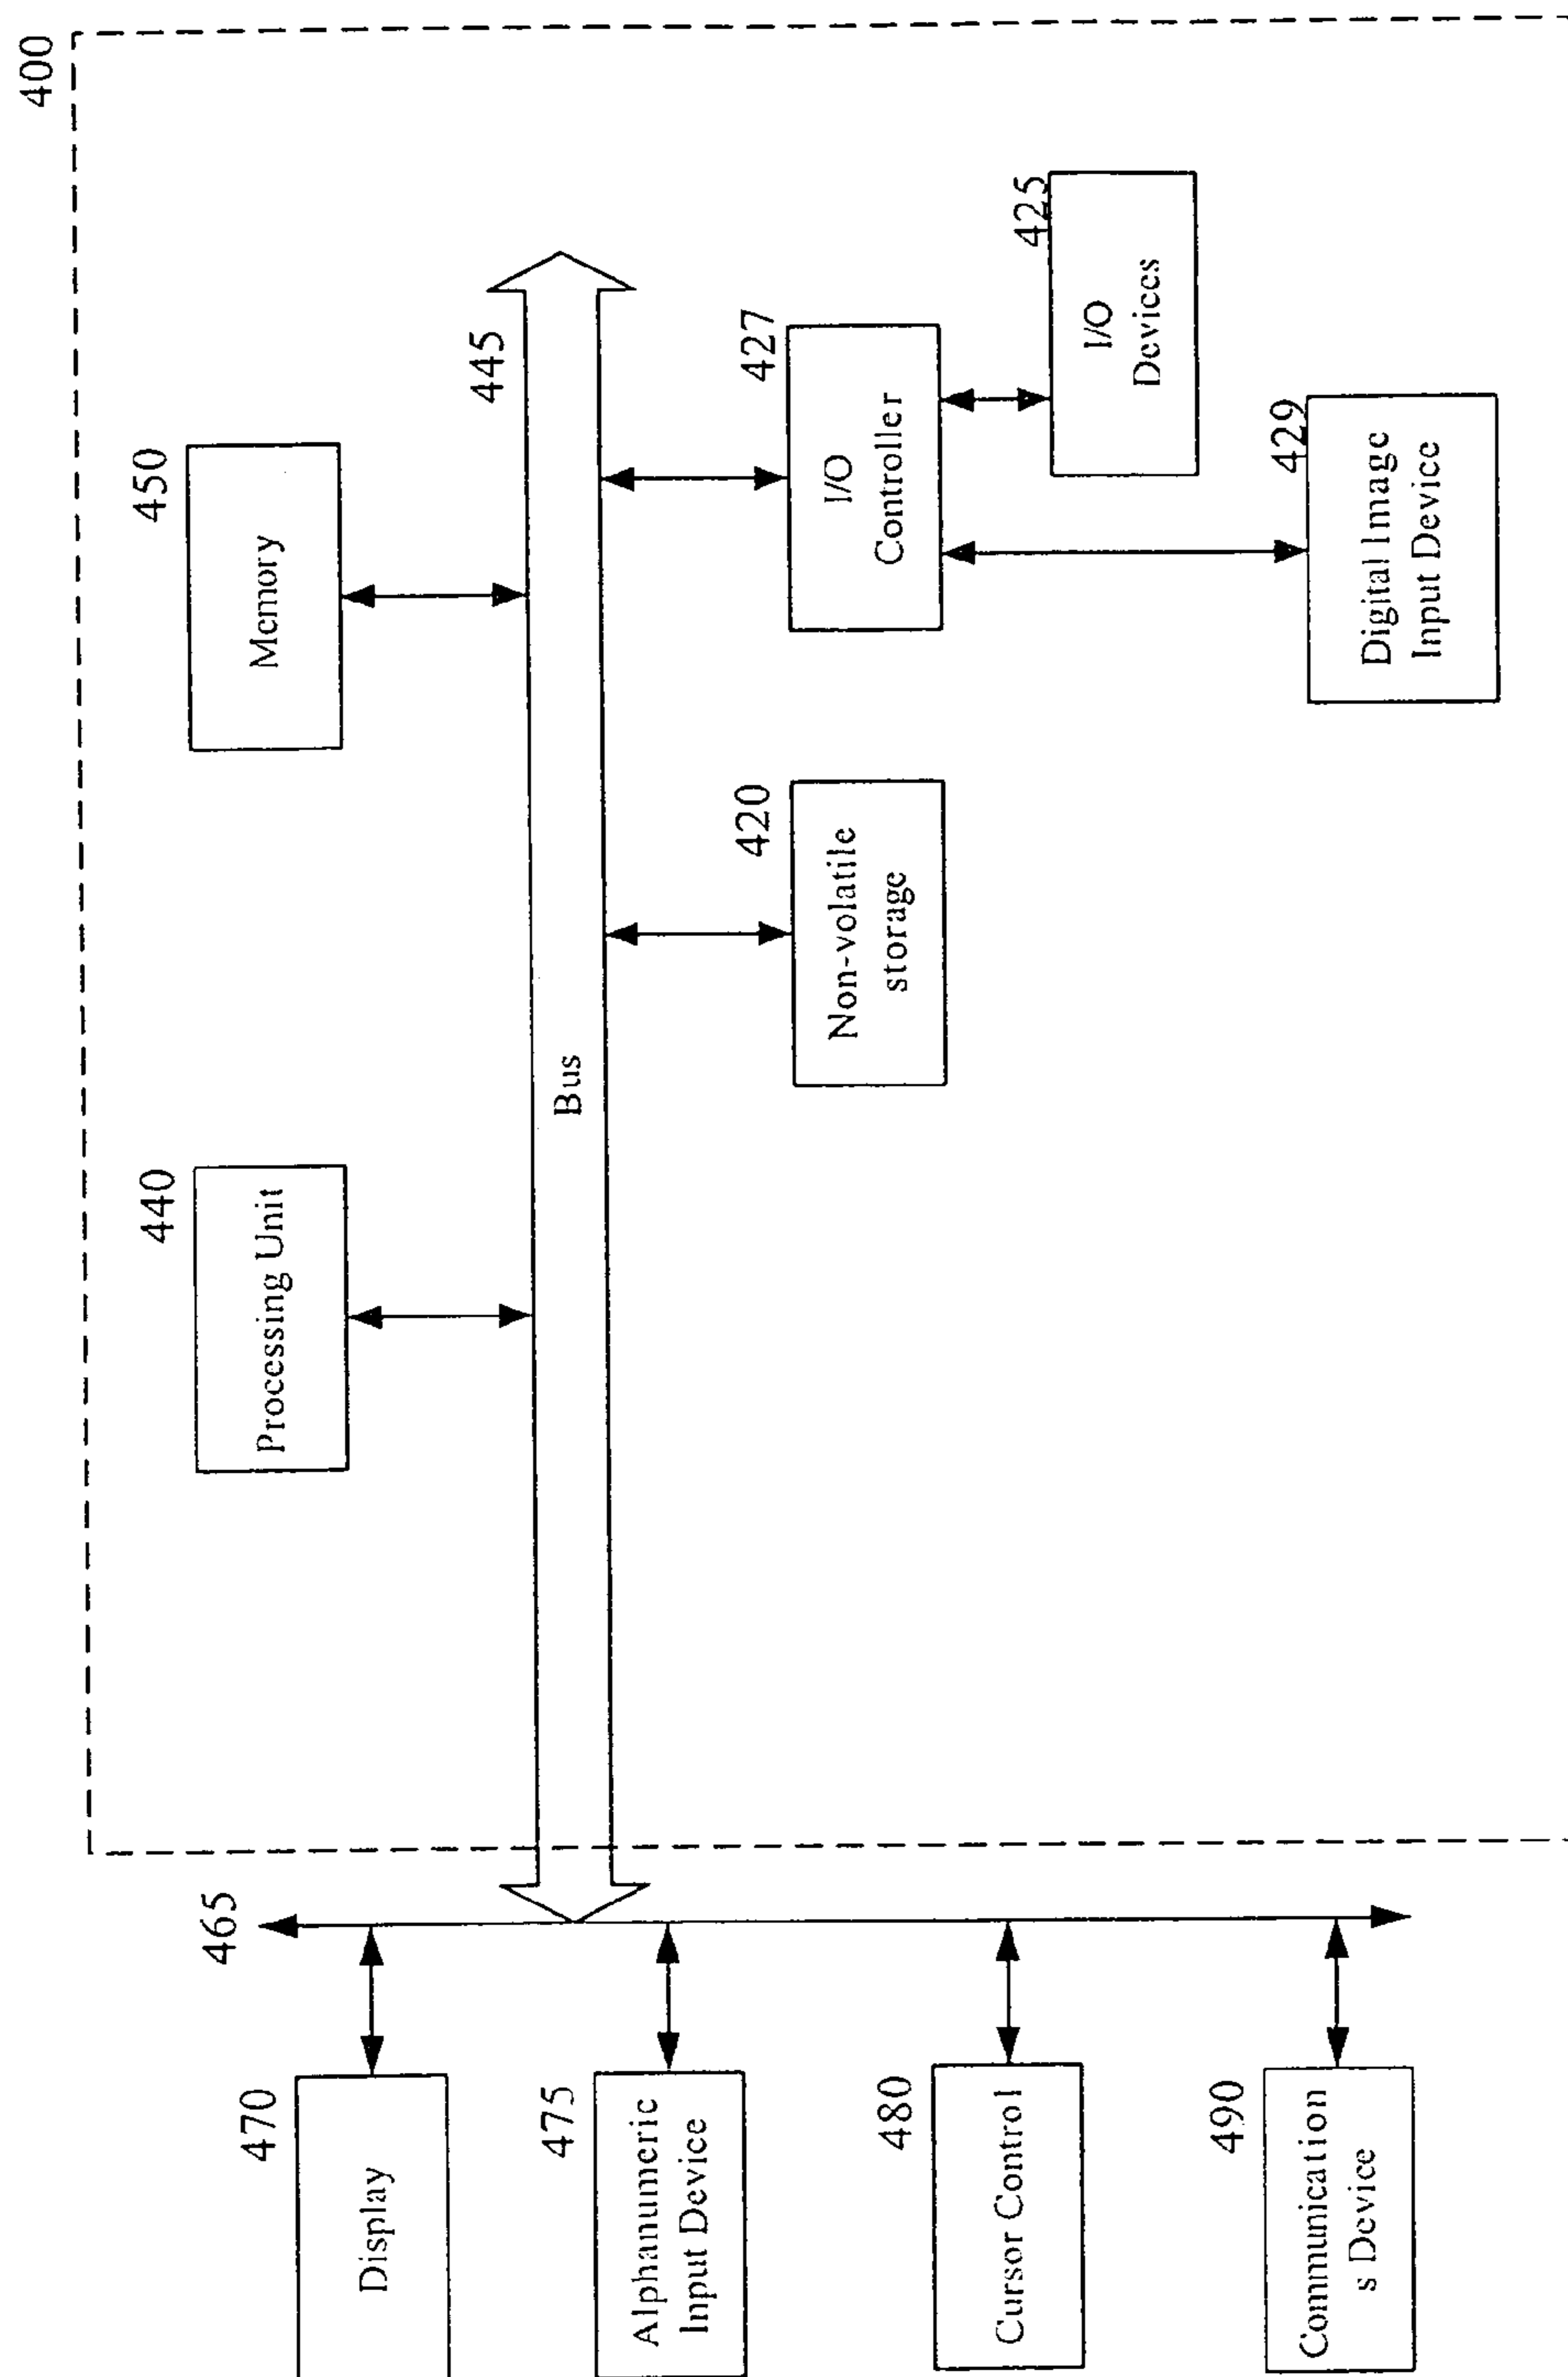 400
440
Processing Unit
450
Memory
465
445
Bus
470
Display
475
Alphanumeric
Input Device
420
Non-volatile
storage
427
I/O
Controller
425
I/O
Devices
480
Cursor Control
429
Digital Image
Input Device
490
Communication
s Device